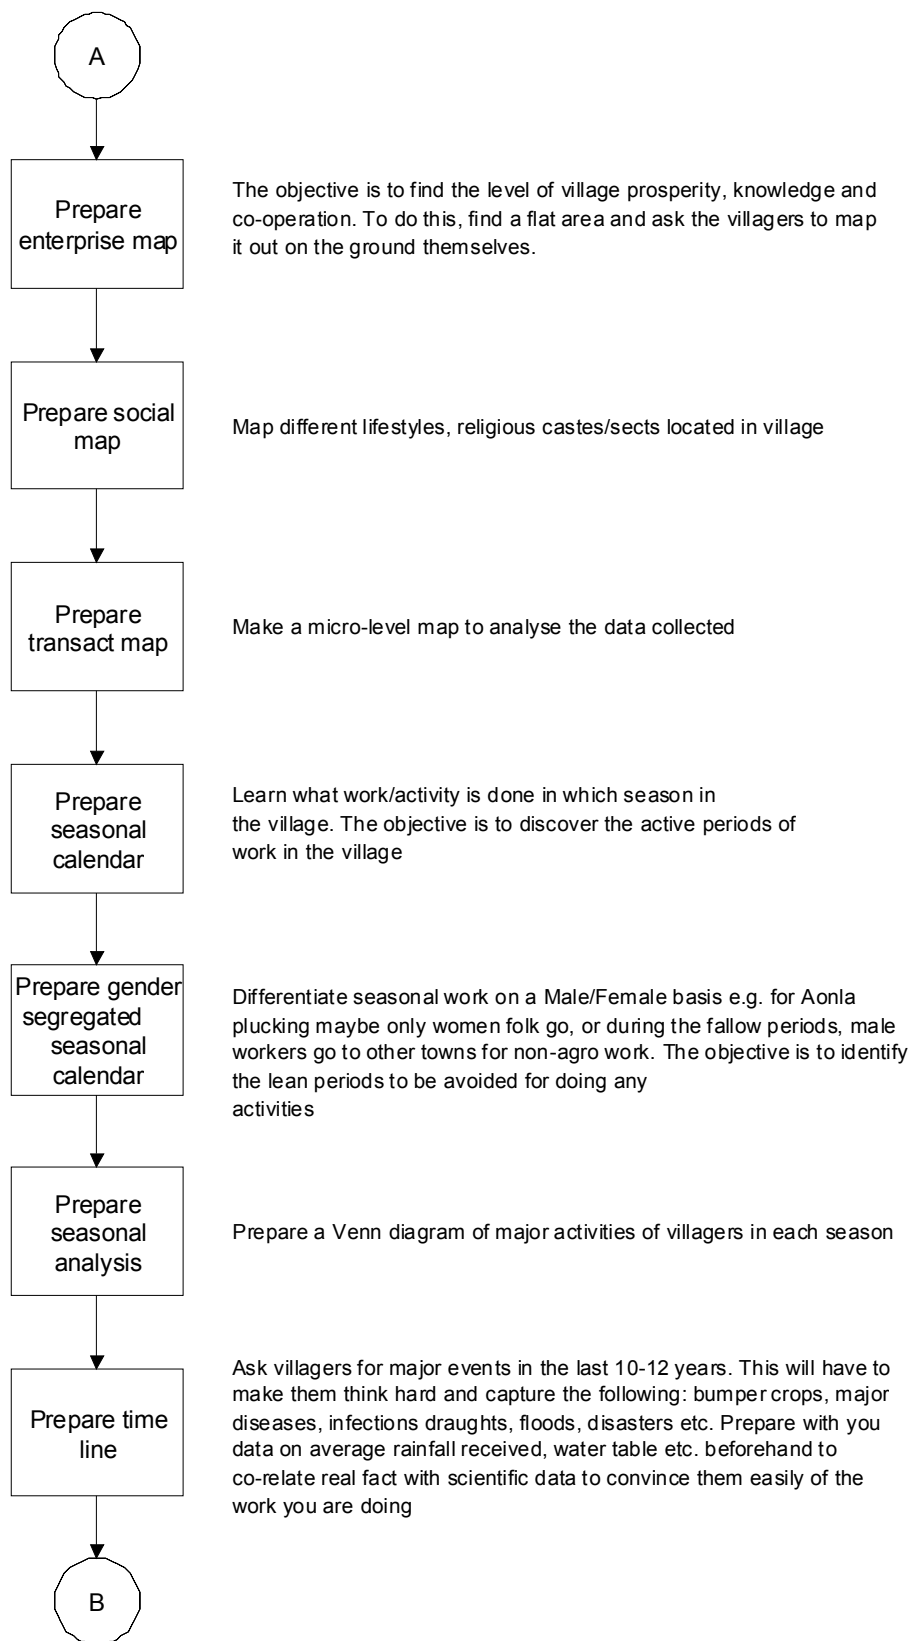 A
Prepare
enterprise map
The objective is to find the level of village prosperity, knowledge and
co-operation. To do this, find a flat area and ask the villagers to map
it out on the ground themselves.
Prepare social
map
Map different lifestyles, religious castes/sects located in village
Prepare
transact map
Make a micro-level map to analyse the data collected
Prepare
seasonal
calendar
Learn what work/activity is done in which season in
the village. The objective is to discover the active periods of
work in the village
Prepare gender
segregated
seasonal
calendar
Differentiate seasonal work on a Male/Female basis e.g. for Aonla
plucking maybe only women folk go, or during the fallow periods, male
workers go to other towns for non-agro work. The objective is to identify
the lean periods to be avoided for doing any
activities
Prepare
seasonal
analysis
Prepare a Venn diagram of major activities of villagers in each season
Prepare time
line
Ask villagers for major events in the last 10-12 years. This will have to
make them think hard and capture the following: bumper crops, major
diseases, infections draughts, floods, disasters etc. Prepare with you
data on average rainfall received, water table etc. beforehand to
co-relate real fact with scientific data to convince them easily of the
work you are doing
B